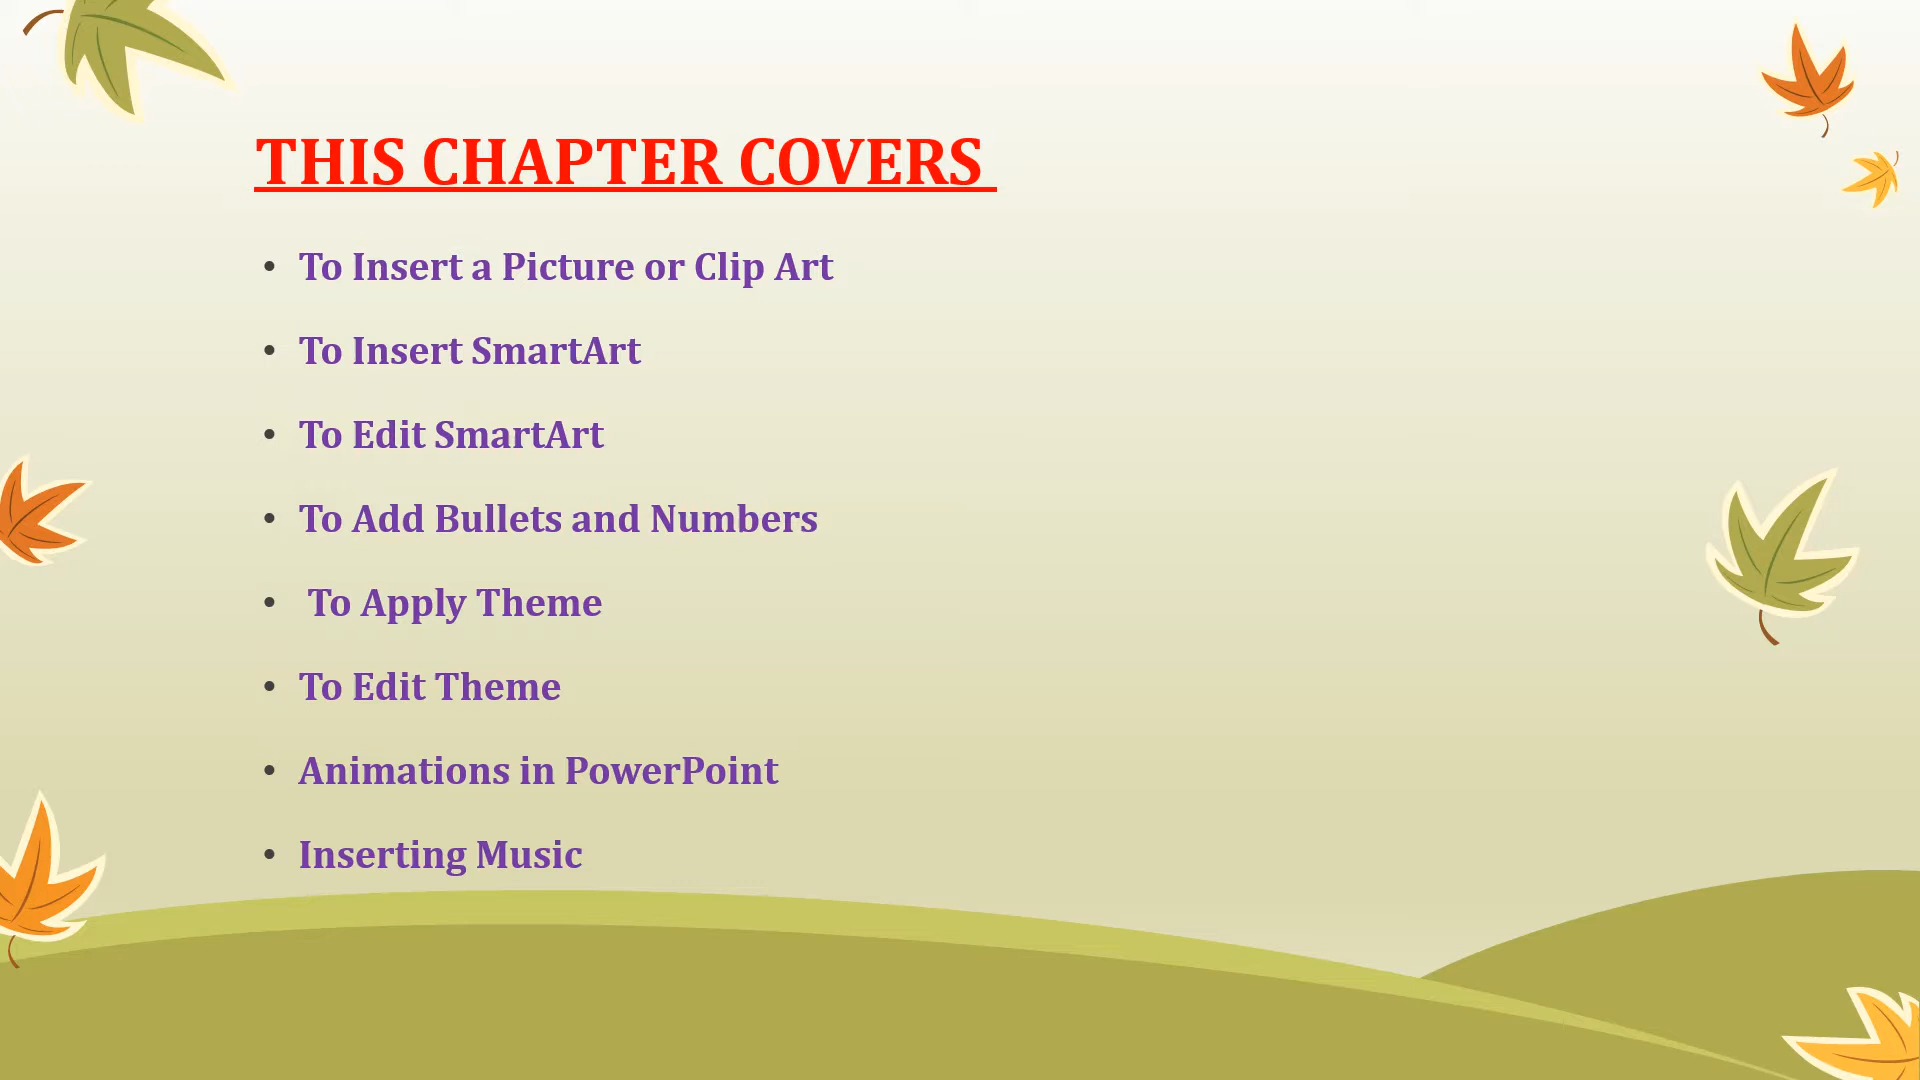 THIS CHAPTER COVERS
• To Insert a Picture or Clip Art
• To Insert SmartArt
• To Edit SmartArt
• To Add Bullets and Numbers
• To Apply Theme
• To Edit Theme
• Animations in PowerPoint
• Inserting Music